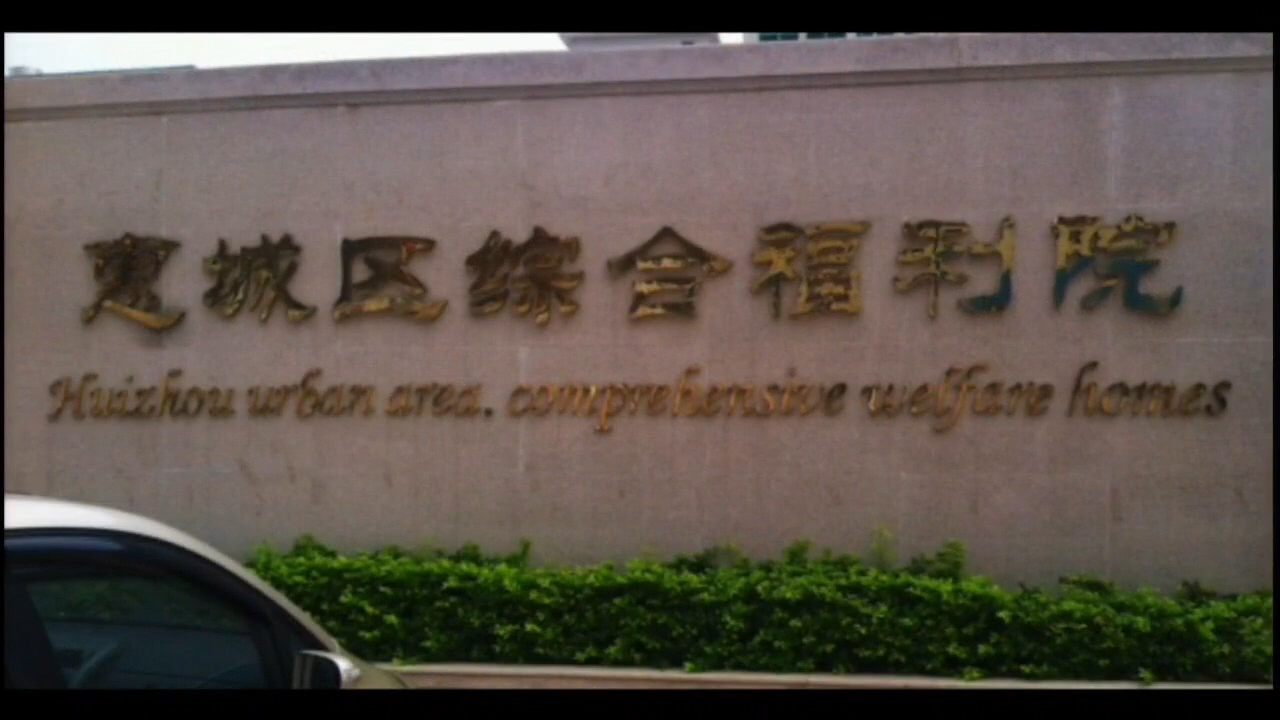 惠城区综合福利院
Huizhou urban area. comprehensive welfare homes